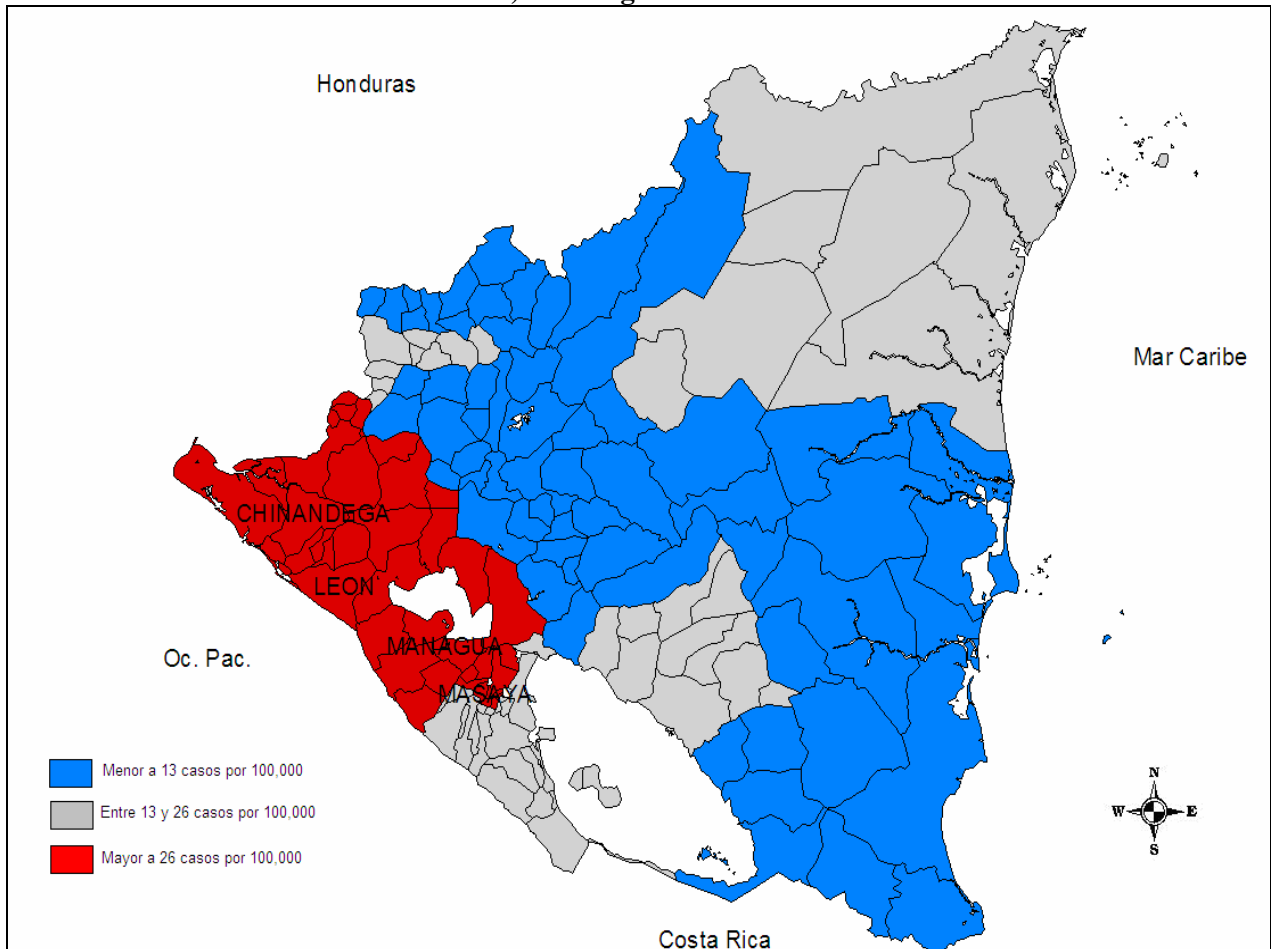 Honduras
Mar Caribe
CHINANDEGA
LEON
MANAGUA
Oc. Pac.
MASAYA
Menor a 13 casos por 100,000
Entre 13 y 26 casos por 100,000
Mayor a 26 casos por 100,000
N
W E
S
Costa Rica